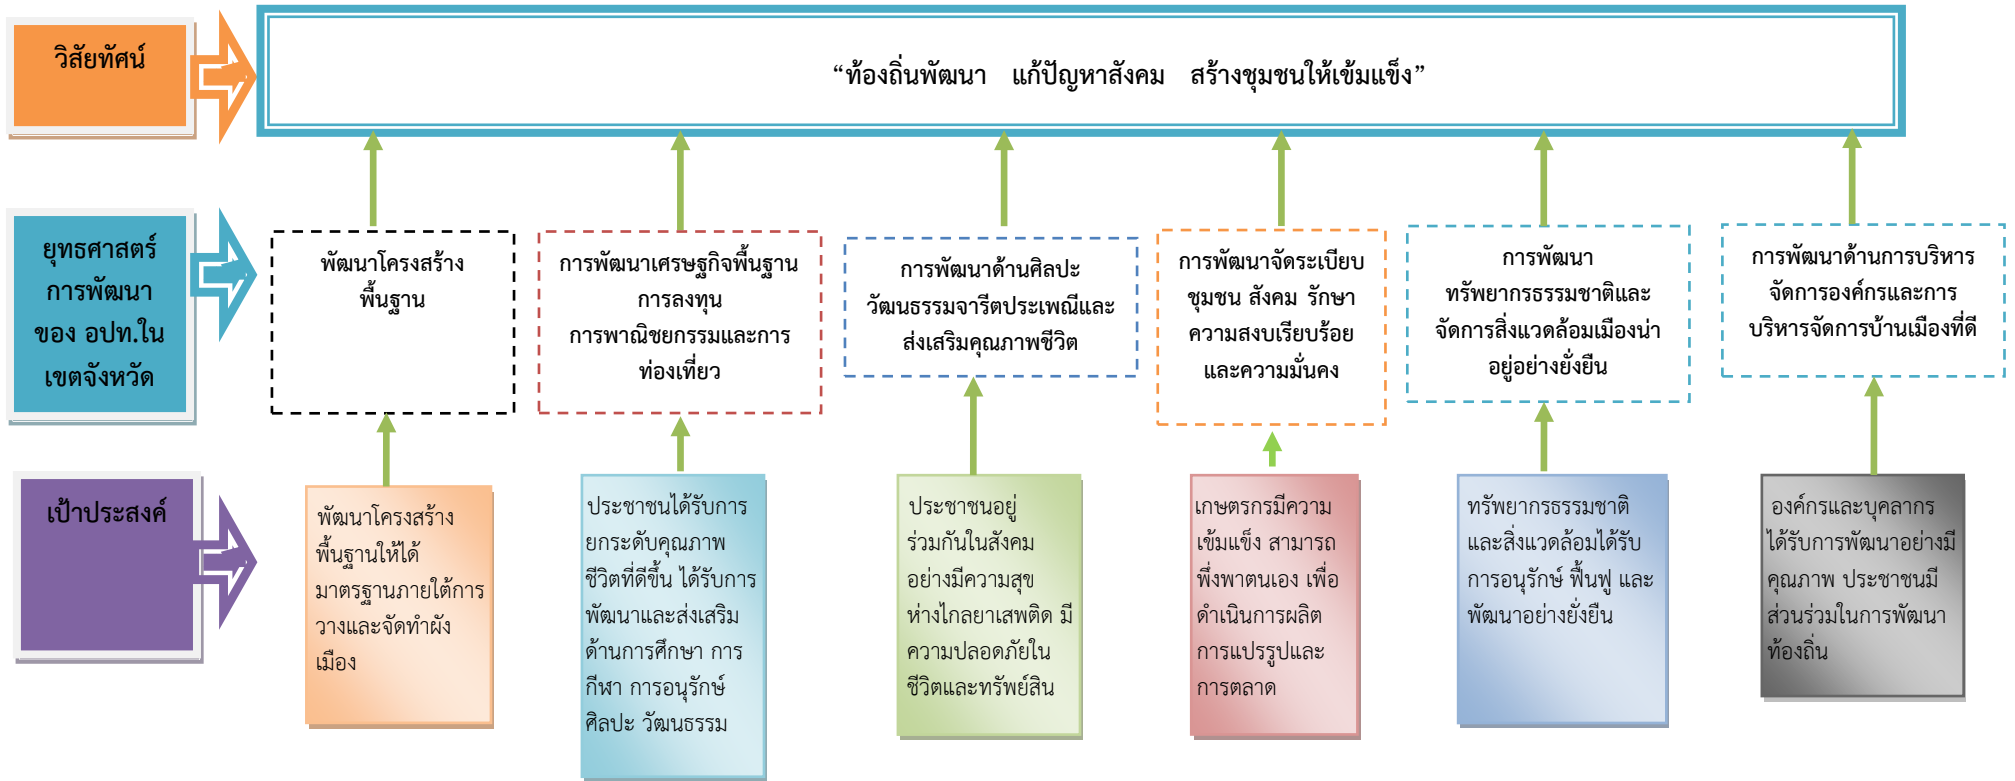 วิสัยทัศน์
“ท้องถิ่นพัฒนา แก้ปัญหาสังคม สร้างชุมชนให้เข้มแข็ง”
ยุทธศาสตร์
การพัฒนา
ของ อปท.ใน
เขตจังหวัด
พัฒนาโครงสร้าง
พื้นฐาน
การพัฒนาเศรษฐกิจพื้นฐาน
การลงทุน
การพาณิชยกรรมและการ
ท่องเที่ยว
การพัฒนาด้านศิลปะ
วัฒนธรรมจารีตประเพณีและ
ส่งเสริมคุณภาพชีวิต
การพัฒนาจัดระเบียบ
ชุมชน สังคม รักษา
ความสงบเรียบร้อย
และความมั่นคง
การพัฒนา
ทรัพยากรธรรมชาติและ
จัดการสิ่งแวดล้อมเมืองน่า
อยู่อย่างยั่งยืน
การพัฒนาด้านการบริหาร
จัดการองค์กรและการ
บริหารจัดการบ้านเมืองที่ดี
เป้าประสงค์
พัฒนาโครงสร้าง
พื้นฐานให้ได้
มาตรฐานภายใต้การ
วางและจัดทำผัง
เมือง
ประชาชนได้รับการ
ยกระดับคุณภาพ
ชีวิตที่ดีขึ้น ได้รับการ
พัฒนาและส่งเสริม
ด้านการศึกษา การ
กีฬา การอนุรักษ์
ศิลปะ วัฒนธรรม
ประชาชนอยู่
ร่วมกันในสังคม
อย่างมีความสุข
ห่างไกลยาเสพติด มี
ความปลอดภัยใน
ชีวิตและทรัพย์สิน
เกษตรกรมีความ
เข้มแข็ง สามารถ
พึ่งพาตนเอง เพื่อ
ดำเนินการผลิต
การแปรรูปและ
การตลาด
ทรัพยากรธรรมชาติ
และสิ่งแวดล้อมได้รับ
การอนุรักษ์ ฟื้นฟู และ
พัฒนาอย่างยั่งยืน
องค์กรและบุคลากร
ได้รับการพัฒนาอย่างมี
คุณภาพ ประชาชนมี
ส่วนร่วมในการพัฒนา
ท้องถิ่น